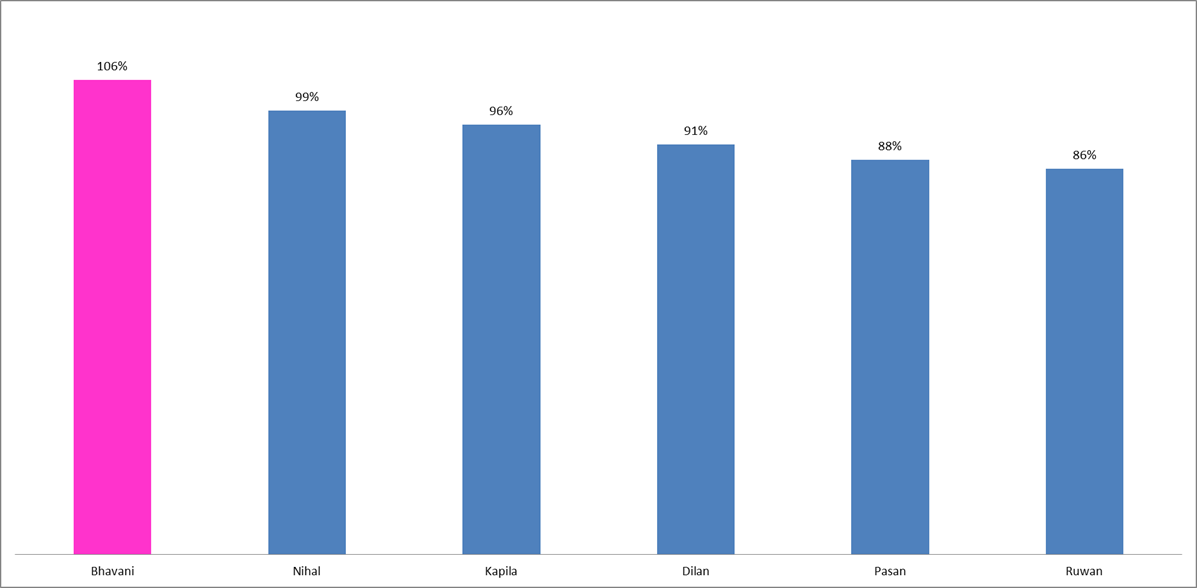 106%
99%
96%
91%
88%
86%
Bhavani
Nihal
Kapila
Dilan
Pasan
Ruwan